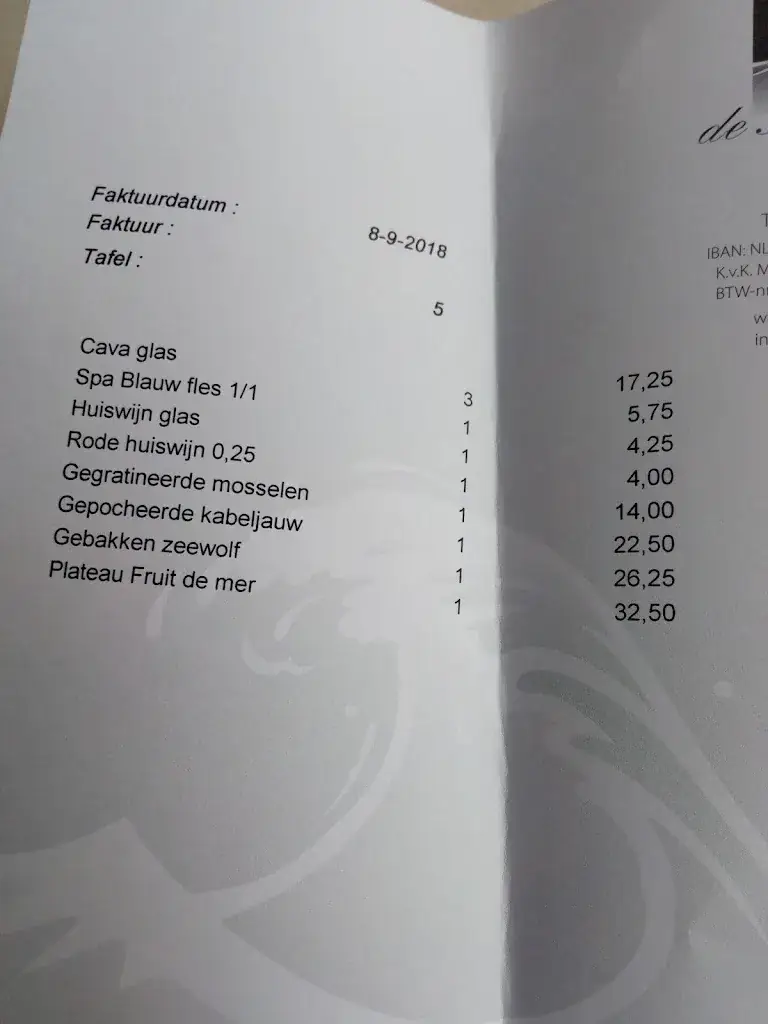 de
Faktuurdatum : 8-9-2018
Faktuur :
Tafel : 5
IBAN: NL
K.v.K. M
BTW-nr
Cava glas 3 17,25
Spa Blauw fles 1/1 1 5,75
Huiswijn glas 1 4,25
Rode huiswijn 0,25 1 4,00
Gegratineerde mosselen 1 14,00
Gepocheerde kabeljauw 1 22,50
Gebakken zeewolf 1 26,25
Plateau Fruit de mer 1 32,50